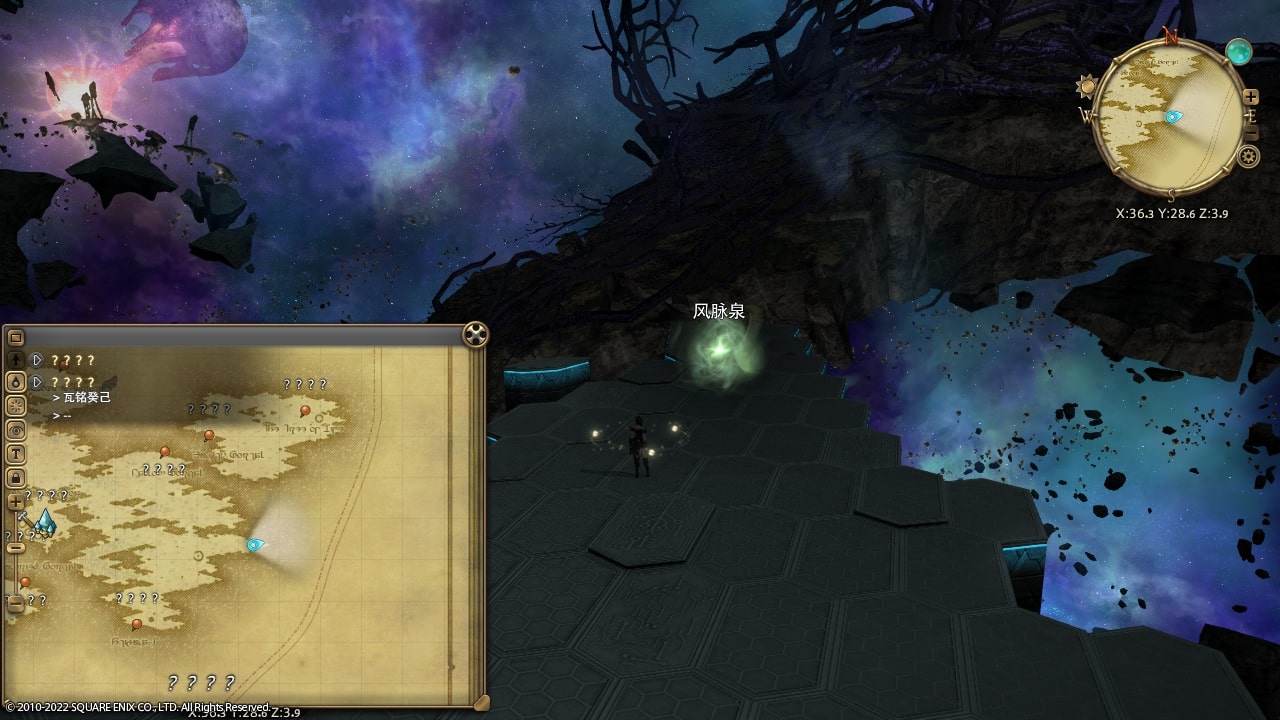 N
W
E
S
X:36.3 Y:28.6 Z:3.9
风脉泉
????
????
> 瓦铭癸己
> --
????
????
????
????
????
????
© 2010-2022 SQUARE ENIX CO., LTD. All Rights Reserved.